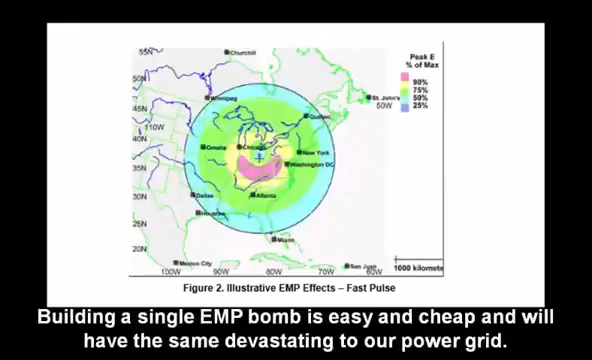 55N
Churchill
Peak E
% of Max
50N
90%
75%
50%
25%
Winnipeg
St. John's
50W
45N
110W
Quebec
40N
Omaha
Chicago
New York
35N
Washington DC
30N
Dallas
Atlanta
Houston
25N
Miami
20N
Mexico City
San Juan
100W
90W
80W
70W
60W
1000 kilomete
Figure 2. Illustrative EMP Effects – Fast Pulse
Building a single EMP bomb is easy and cheap and will
have the same devastating to our power grid.